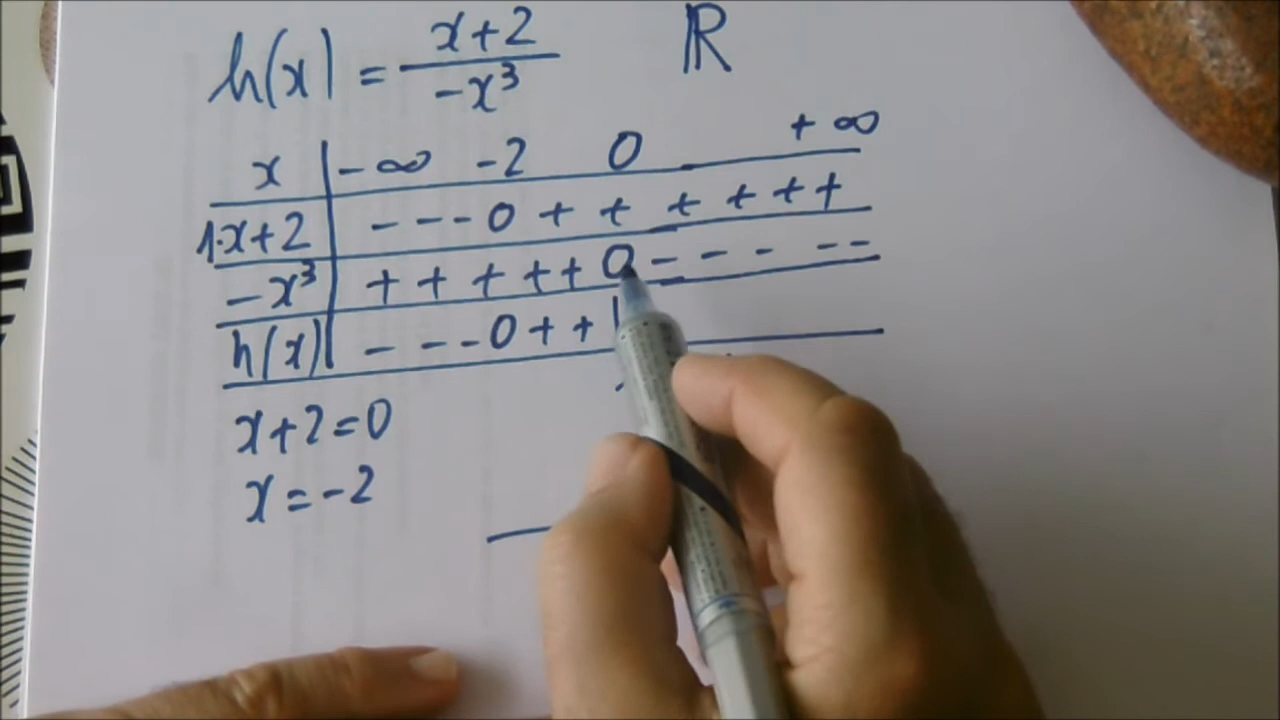 h(x) = x+2 / -x³ ℝ
x | -∞ -2 0 +∞
1·x+2 | - - - 0 + + + + + +
-x³ | + + + + + 0 - - - - -
h(x) | - - - 0 + + |
x+2=0
x=-2